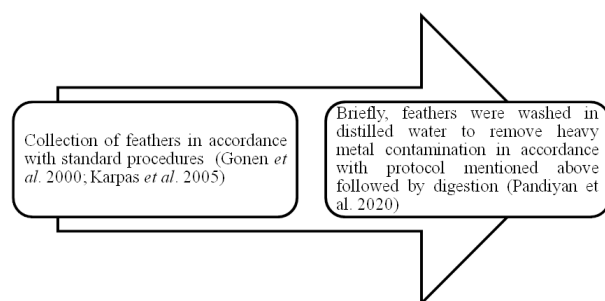 Collection of feathers in accordance
with standard procedures (Gonen et
al. 2000; Karpas et al. 2005)
Briefly, feathers were washed in
distilled water to remove heavy
metal contamination in accordance
with protocol mentioned above
followed by digestion (Pandiyan et
al. 2020)